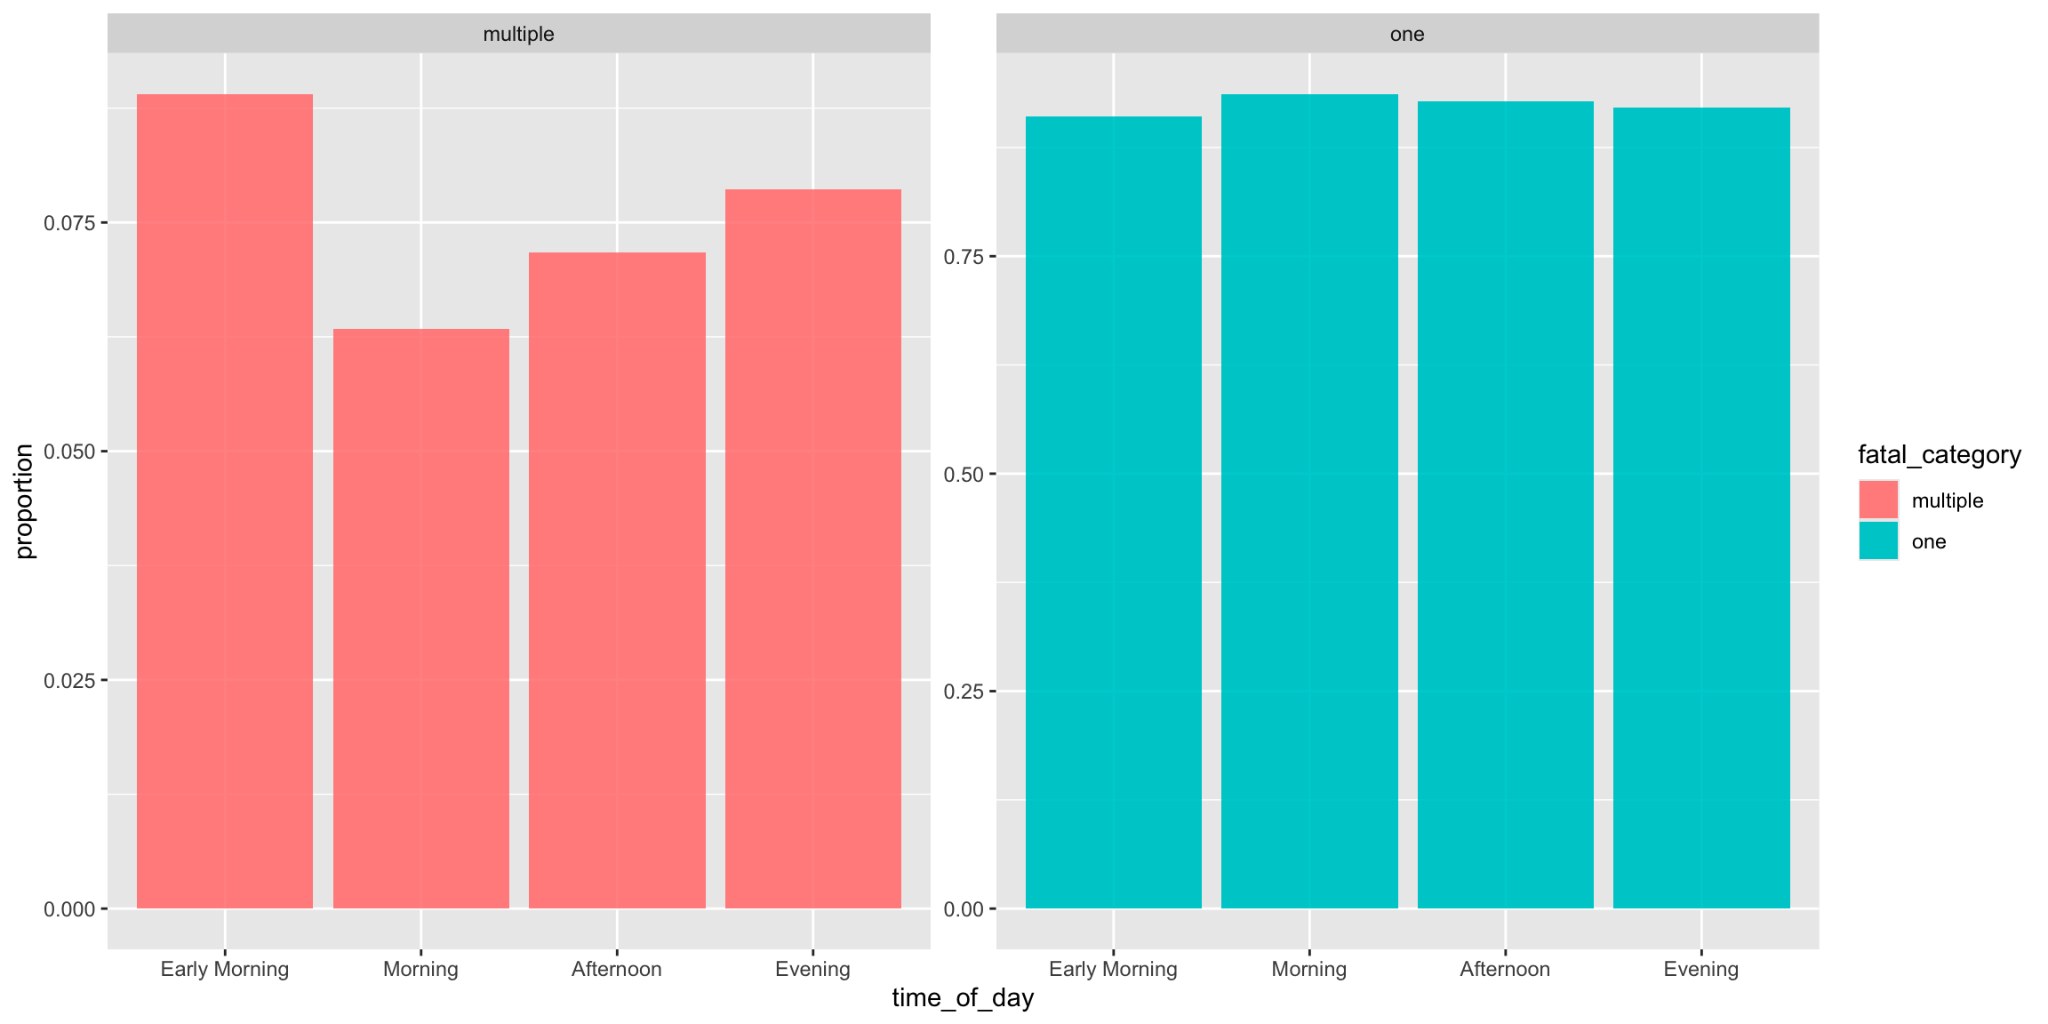 multiple
one
proportion
0.075
0.050
0.025
0.000
0.75
0.50
0.25
0.00
Early Morning
Morning
Afternoon
Evening
Early Morning
Morning
Afternoon
Evening
time_of_day
fatal_category
multiple
one